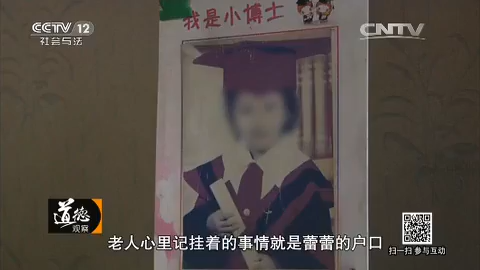 CCTV 12
社会与法
CNTV
我是小博士
道德
观察
扫一扫 参与互动
老人心里记挂着的事情就是蕾蕾的户口